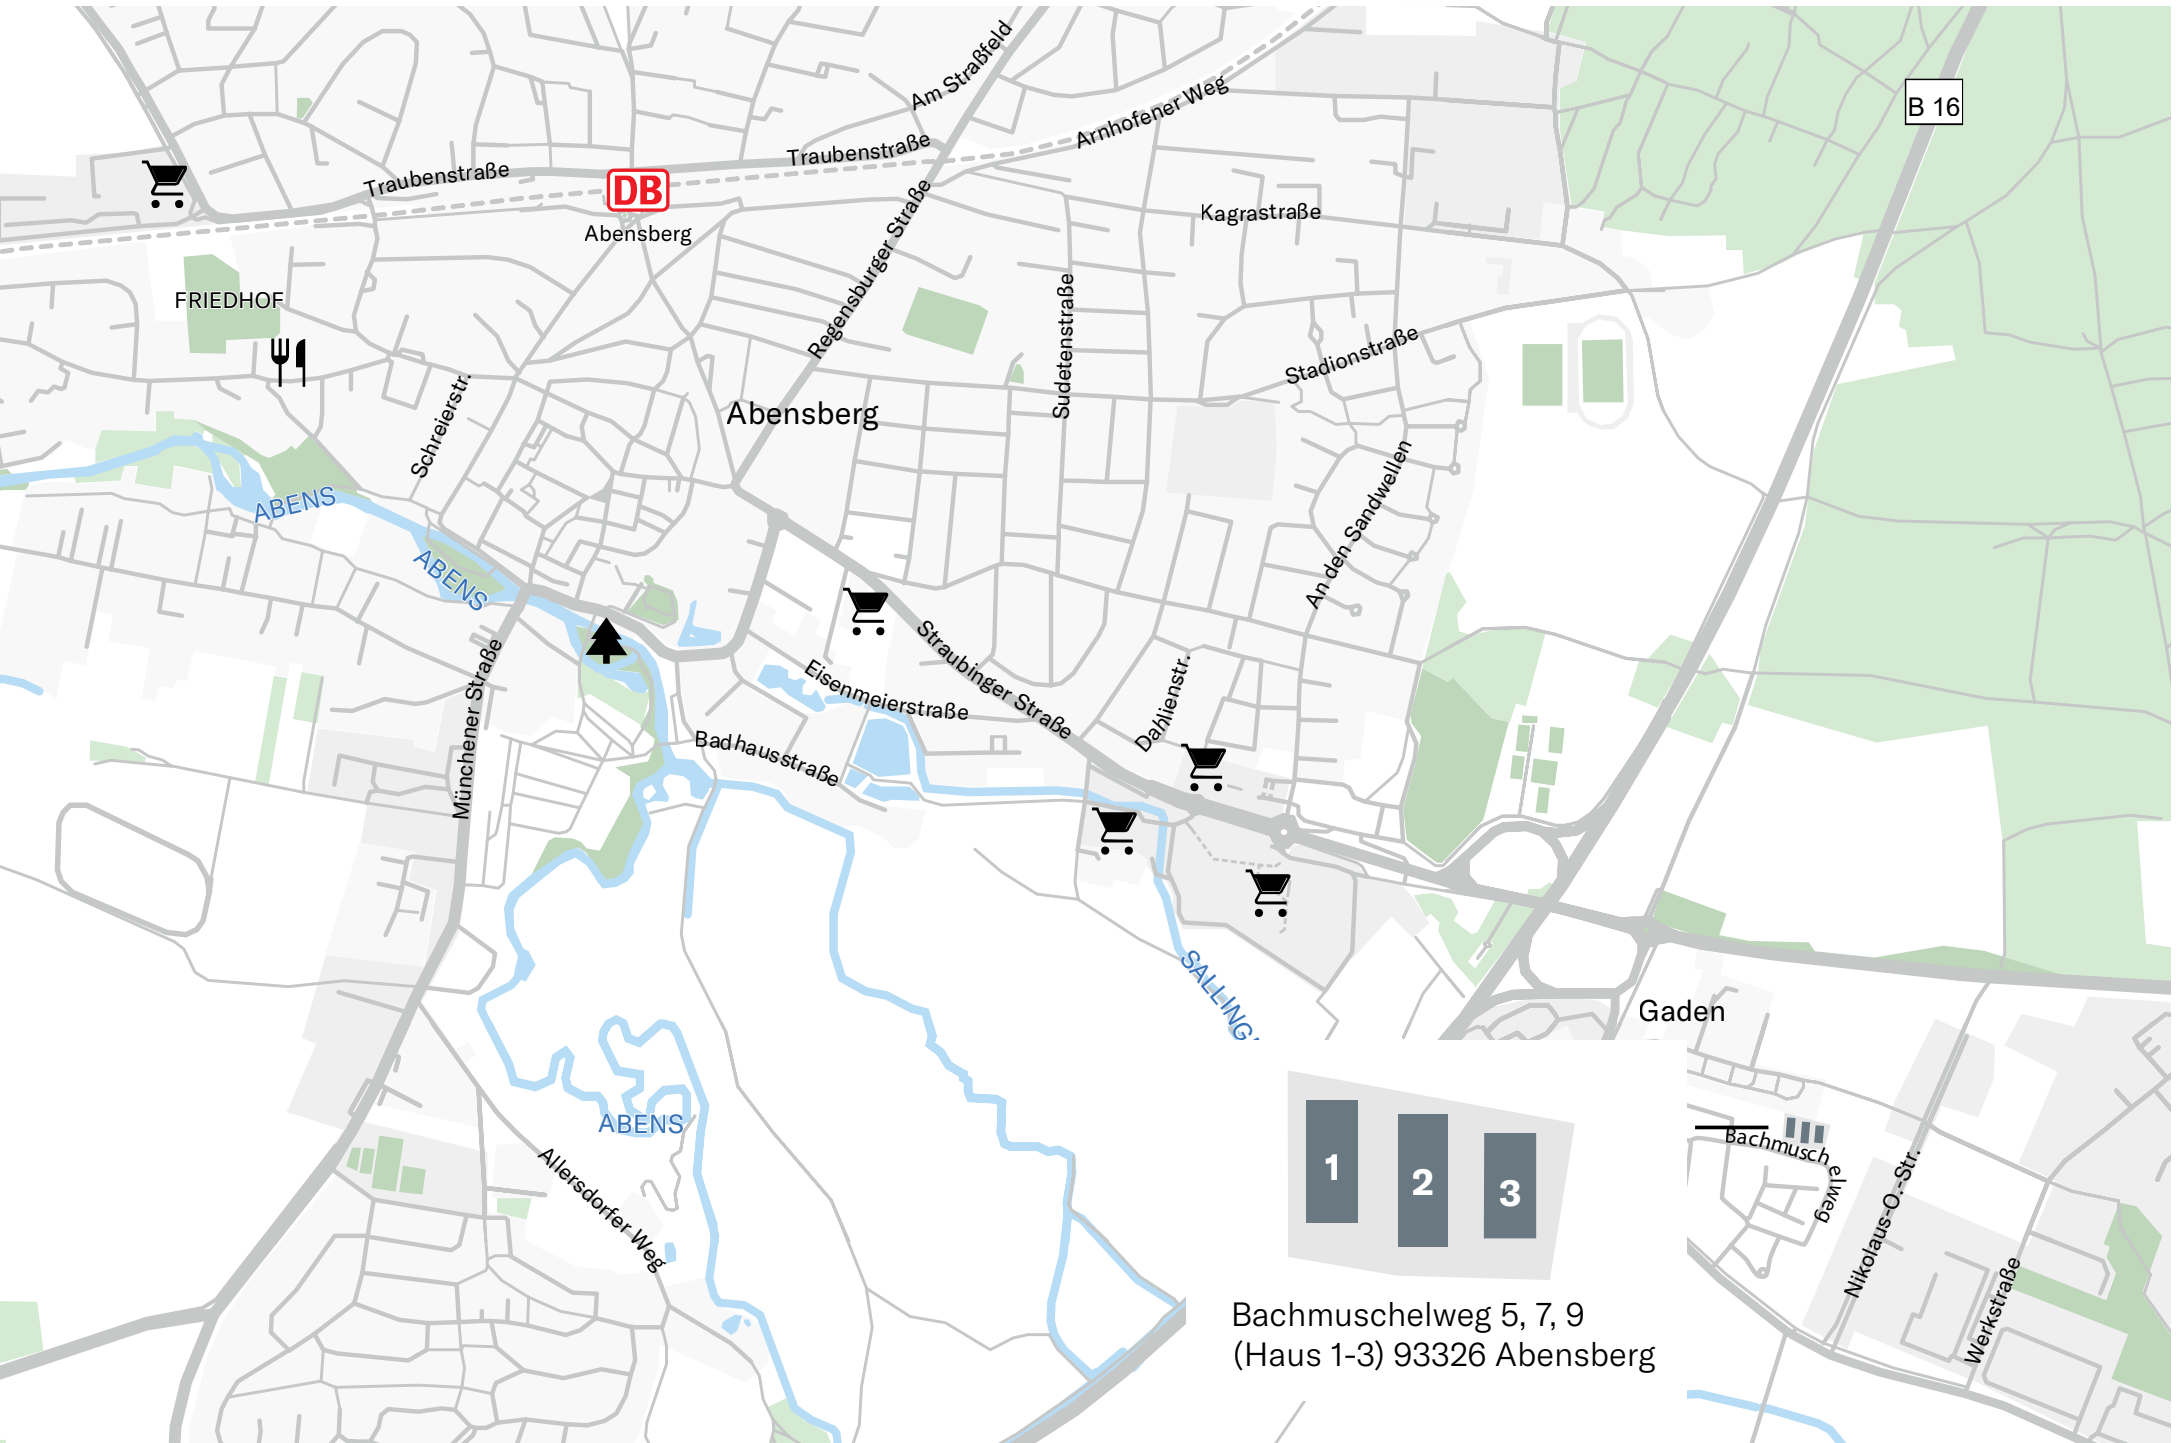 Am Straßfeld
Arnhofener Weg
B 16
Traubenstraße
Traubenstraße
DB
Abensberg
Regensburger Straße
Kagrastraße
FRIEDHOF
Sudetenstraße
Stadionstraße
Schreierstr.
Abensberg
ABENS
ABENS
An den Sandwellen
Straubinger Straße
Eisenmeierstraße
Münchener Straße
Dahlienstr.
Badhausstraße
SALLING
Gaden
ABENS
Bachmuschelweg
Allersdorfer Weg
Nikolaus-O.-Str.
Werkstraße
1
2
3
Bachmuschelweg 5, 7, 9
(Haus 1-3) 93326 Abensberg